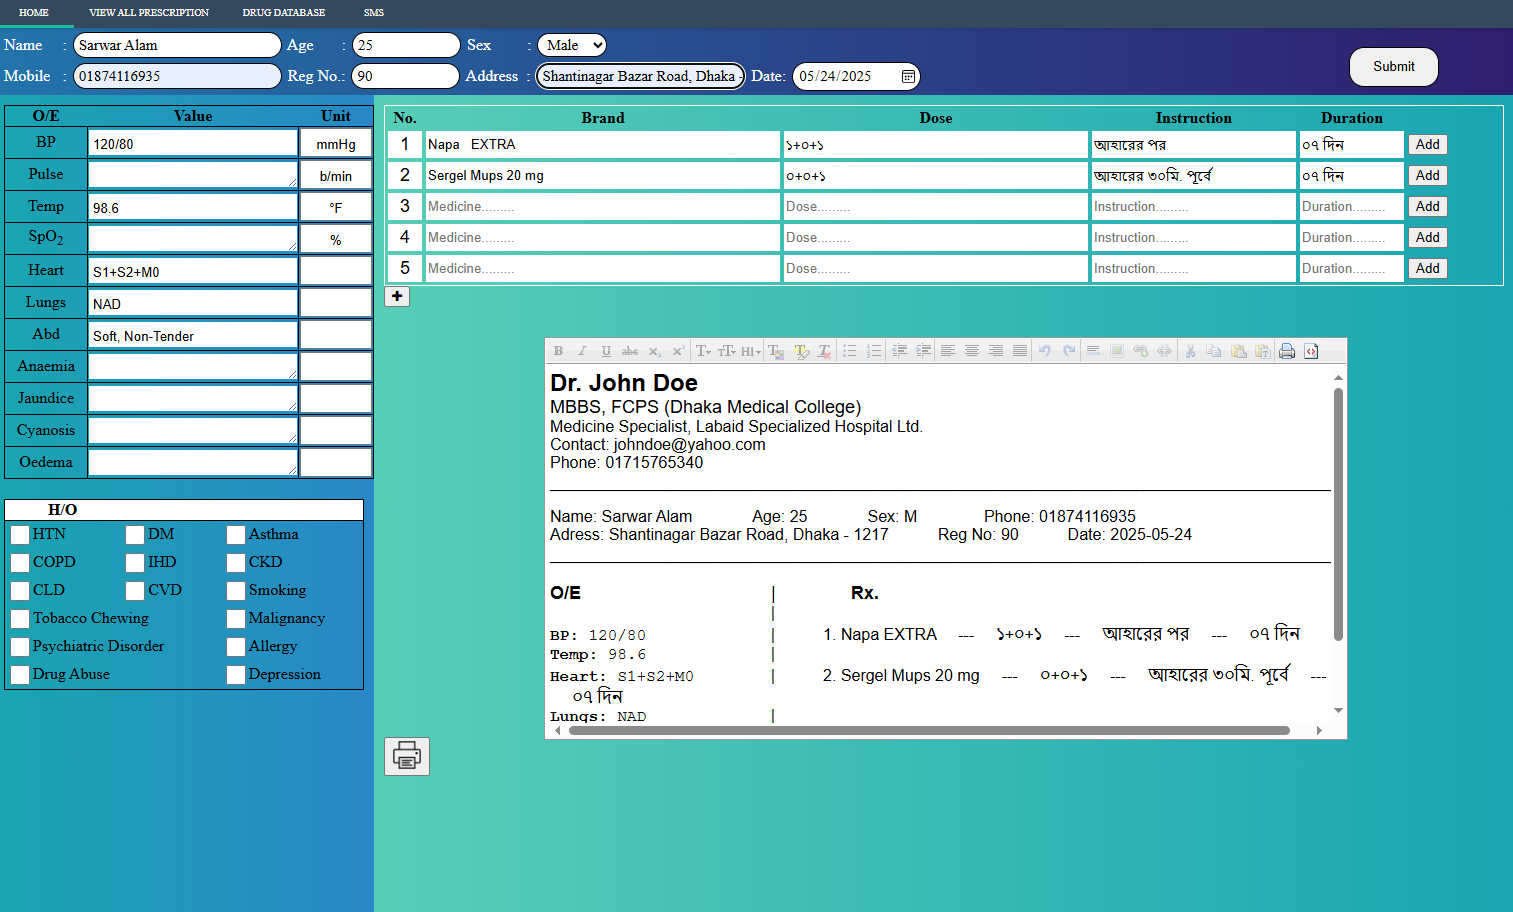 HOME VIEW ALL PRESCRIPTION DRUG DATABASE SMS
Name : Sarwar Alam Age : 25 Sex : Male
Mobile : 01874116935 Reg No.: 90 Address : Shantinagar Bazar Road, Dhaka - Date: 05/24/2025
Submit
O/E Value Unit
BP 120/80 mmHg
Pulse b/min
Temp 98.6 °F
SpO2 %
Heart S1+S2+M0
Lungs NAD
Abd Soft, Non-Tender
Anaemia
Jaundice
Cyanosis
Oedema
H/O
HTN DM Asthma
COPD IHD CKD
CLD CVD Smoking
Tobacco Chewing Malignancy
Psychiatric Disorder Allergy
Drug Abuse Depression
No. Brand Dose Instruction Duration
1 Napa EXTRA ১+০+১ আহারের পর ০৭ দিন Add
2 Sergel Mups 20 mg ০+০+১ আহারের ৩০মি. পূর্বে ০৭ দিন Add
3 Medicine......... Dose......... Instruction......... Duration......... Add
4 Medicine......... Dose......... Instruction......... Duration......... Add
5 Medicine......... Dose......... Instruction......... Duration......... Add
+
B I U abc x₂ x² T TT H1 T T T
Dr. John Doe
MBBS, FCPS (Dhaka Medical College)
Medicine Specialist, Labaid Specialized Hospital Ltd.
Contact: johndoe@yahoo.com
Phone: 01715765340
Name: Sarwar Alam Age: 25 Sex: M Phone: 01874116935
Adress: Shantinagar Bazar Road, Dhaka - 1217 Reg No: 90 Date: 2025-05-24
O/E | Rx.
|
BP: 120/80 | 1. Napa EXTRA --- ১+০+১ --- আহারের পর --- ০৭ দিন
Temp: 98.6 |
Heart: S1+S2+M0 | 2. Sergel Mups 20 mg --- ০+০+১ --- আহারের ৩০মি. পূর্বে ---
০৭ দিন
Lungs: NAD |